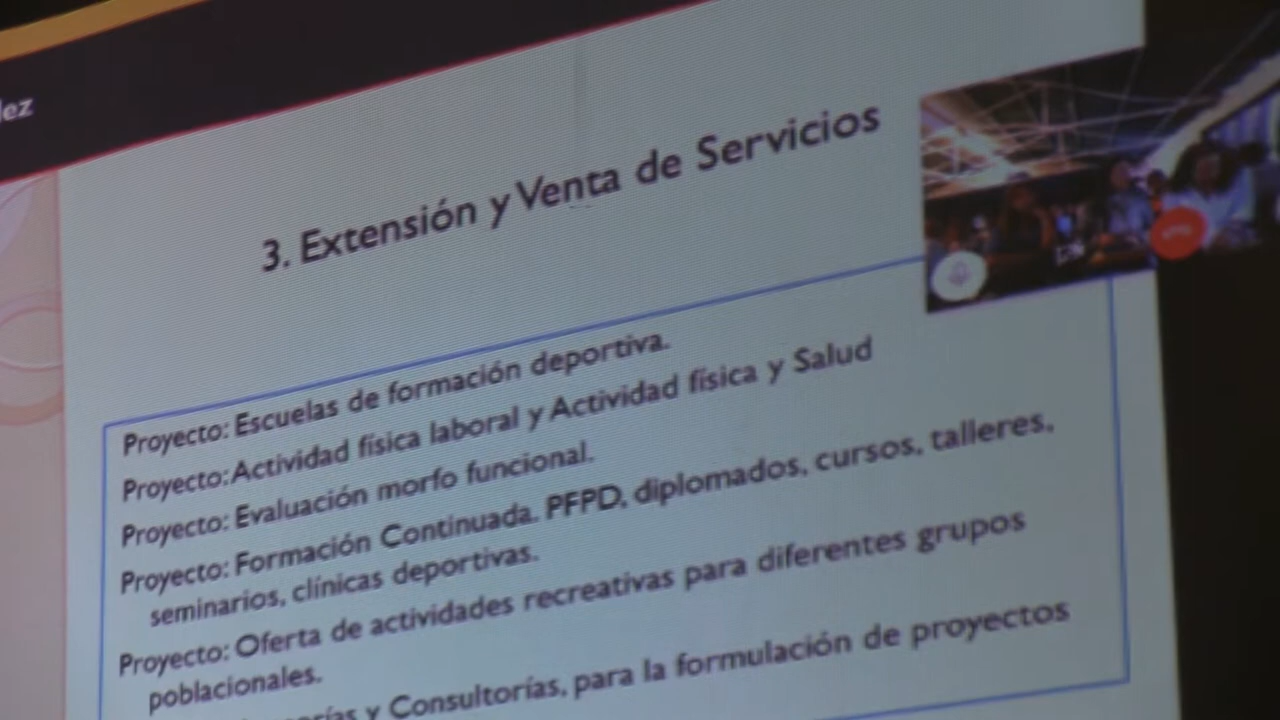 3. Extensión y Venta de Servicios
Proyecto: Escuelas de formación deportiva.
Proyecto: Actividad física laboral y Actividad física y Salud
Proyecto: Evaluación morfo funcional.
Proyecto: Formación Continuada. PFPD, diplomados, cursos, talleres,
seminarios, clínicas deportivas.
Proyecto: Oferta de actividades recreativas para diferentes grupos
poblacionales.
y Consultorías, para la formulación de proyectos